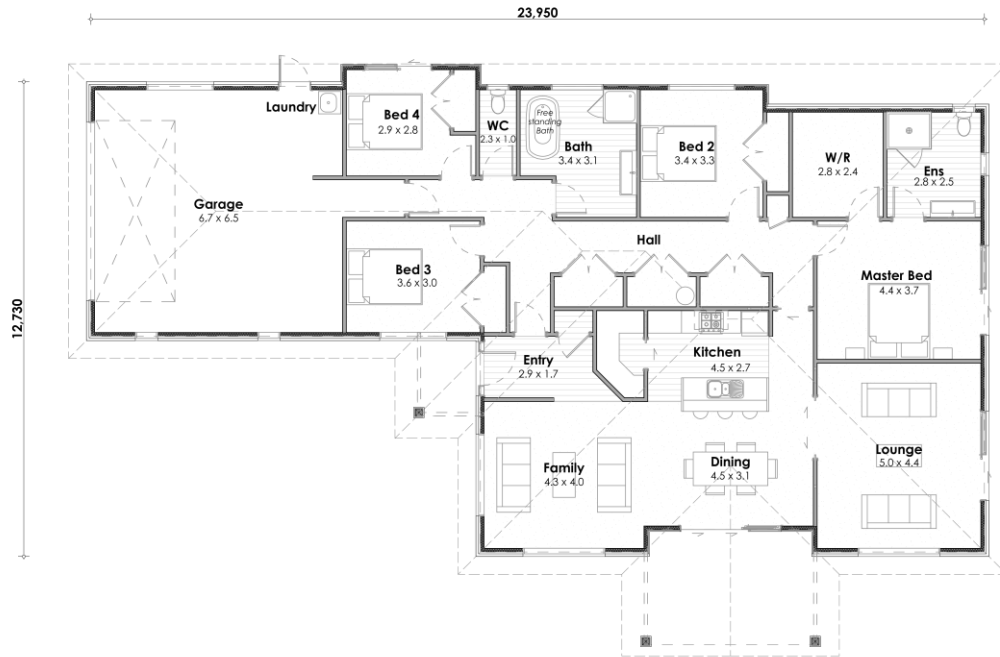 23,950
12,730
Laundry
Bed 4
2.9 x 2.8
WC
2.3 x 1.0
Free
standing
Bath
Bath
3.4 x 3.1
Bed 2
3.4 x 3.3
W/R
2.8 x 2.4
Ens
2.8 x 2.5
Garage
6.7 x 6.5
Hall
Bed 3
3.6 x 3.0
Master Bed
4.4 x 3.7
Entry
2.9 x 1.7
Kitchen
4.5 x 2.7
Family
4.3 x 4.0
Dining
4.5 x 3.1
Lounge
5.0 x 4.4